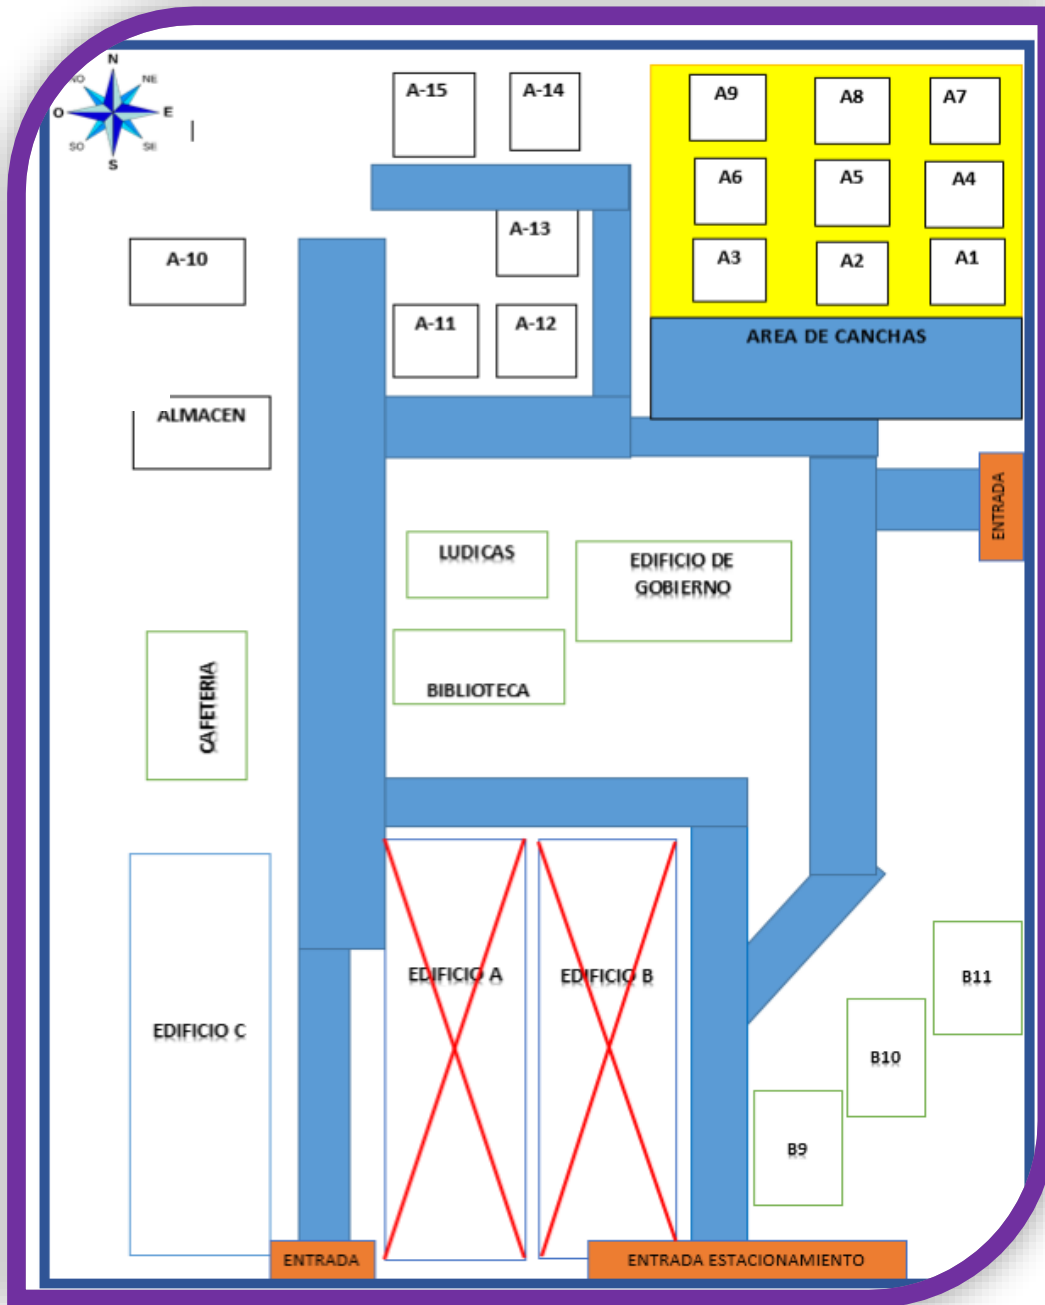 N
NO
NE
O
E
SO
SE
S
A-15
A-14
A9
A8
A7
A6
A5
A4
A-13
A3
A2
A1
A-10
A-11
A-12
AREA DE CANCHAS
ALMACEN
ENTRADA
LUDICAS
EDIFICIO DE
GOBIERNO
CAFETERIA
BIBLIOTECA
EDIFICIO A
EDIFICIO B
B11
EDIFICIO C
B10
B9
ENTRADA
ENTRADA ESTACIONAMIENTO